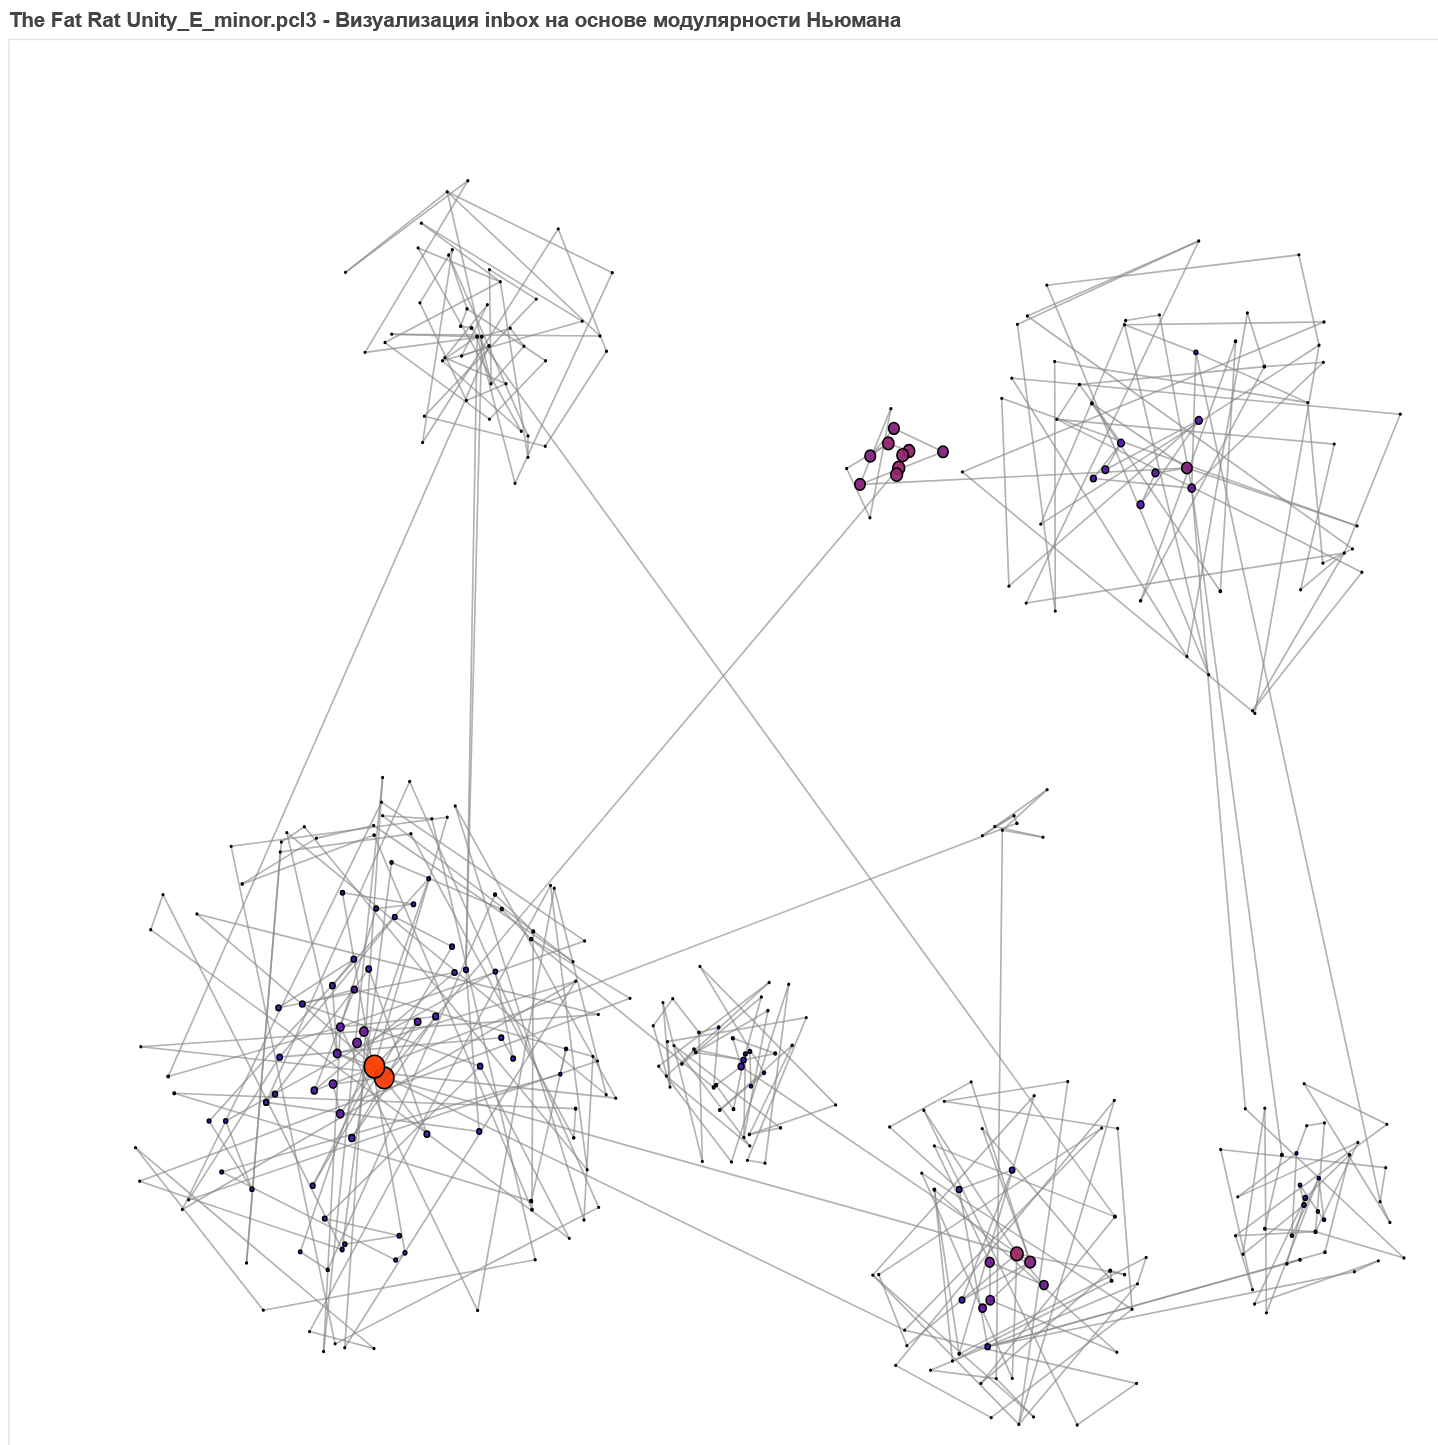 The Fat Rat Unity_E_minor.pcl3 - Визуализация inbox на основе модулярности Ньюмана